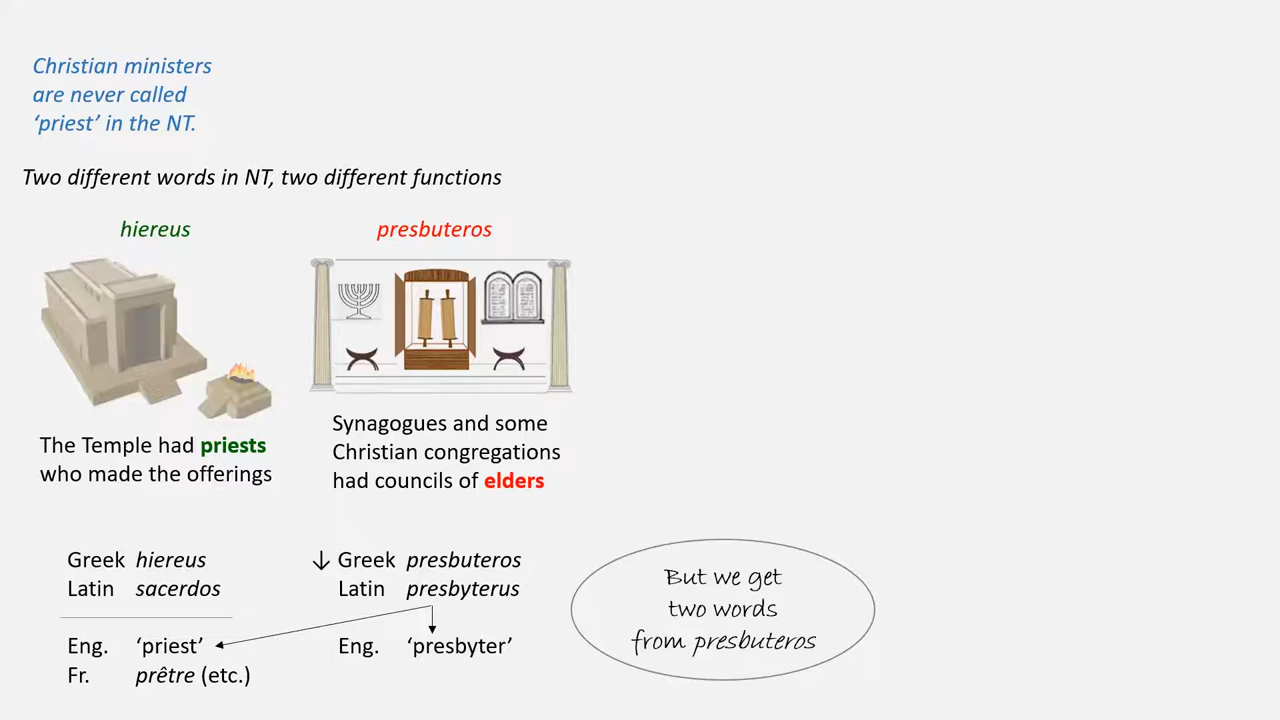 Christian ministers
are never called
‘priest’ in the NT.
Two different words in NT, two different functions
hiereus
presbuteros
The Temple had priests
who made the offerings
Synagogues and some
Christian congregations
had councils of elders
Greek hiereus
Latin sacerdos
Eng. ‘priest’
Fr. prêtre (etc.)
↓ Greek presbuteros
Latin presbyterus
Eng. ‘presbyter’
But we get
two words
from presbuteros